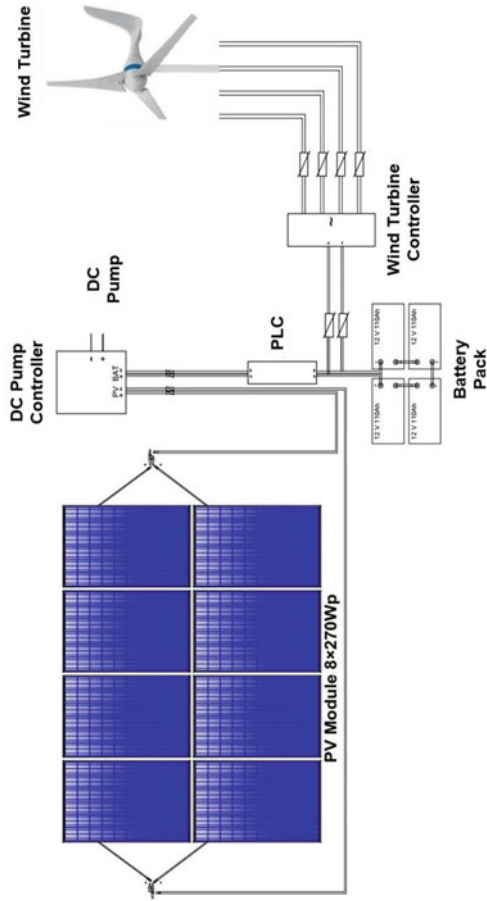 Wind Turbine
DC
Pump
DC Pump
Controller
PV BAT
PLC
~
Wind Turbine
Controller
12 V 110Ah
12 V 110Ah
12 V 110Ah
12 V 110Ah
Battery
Pack
PV Module 8×270Wp